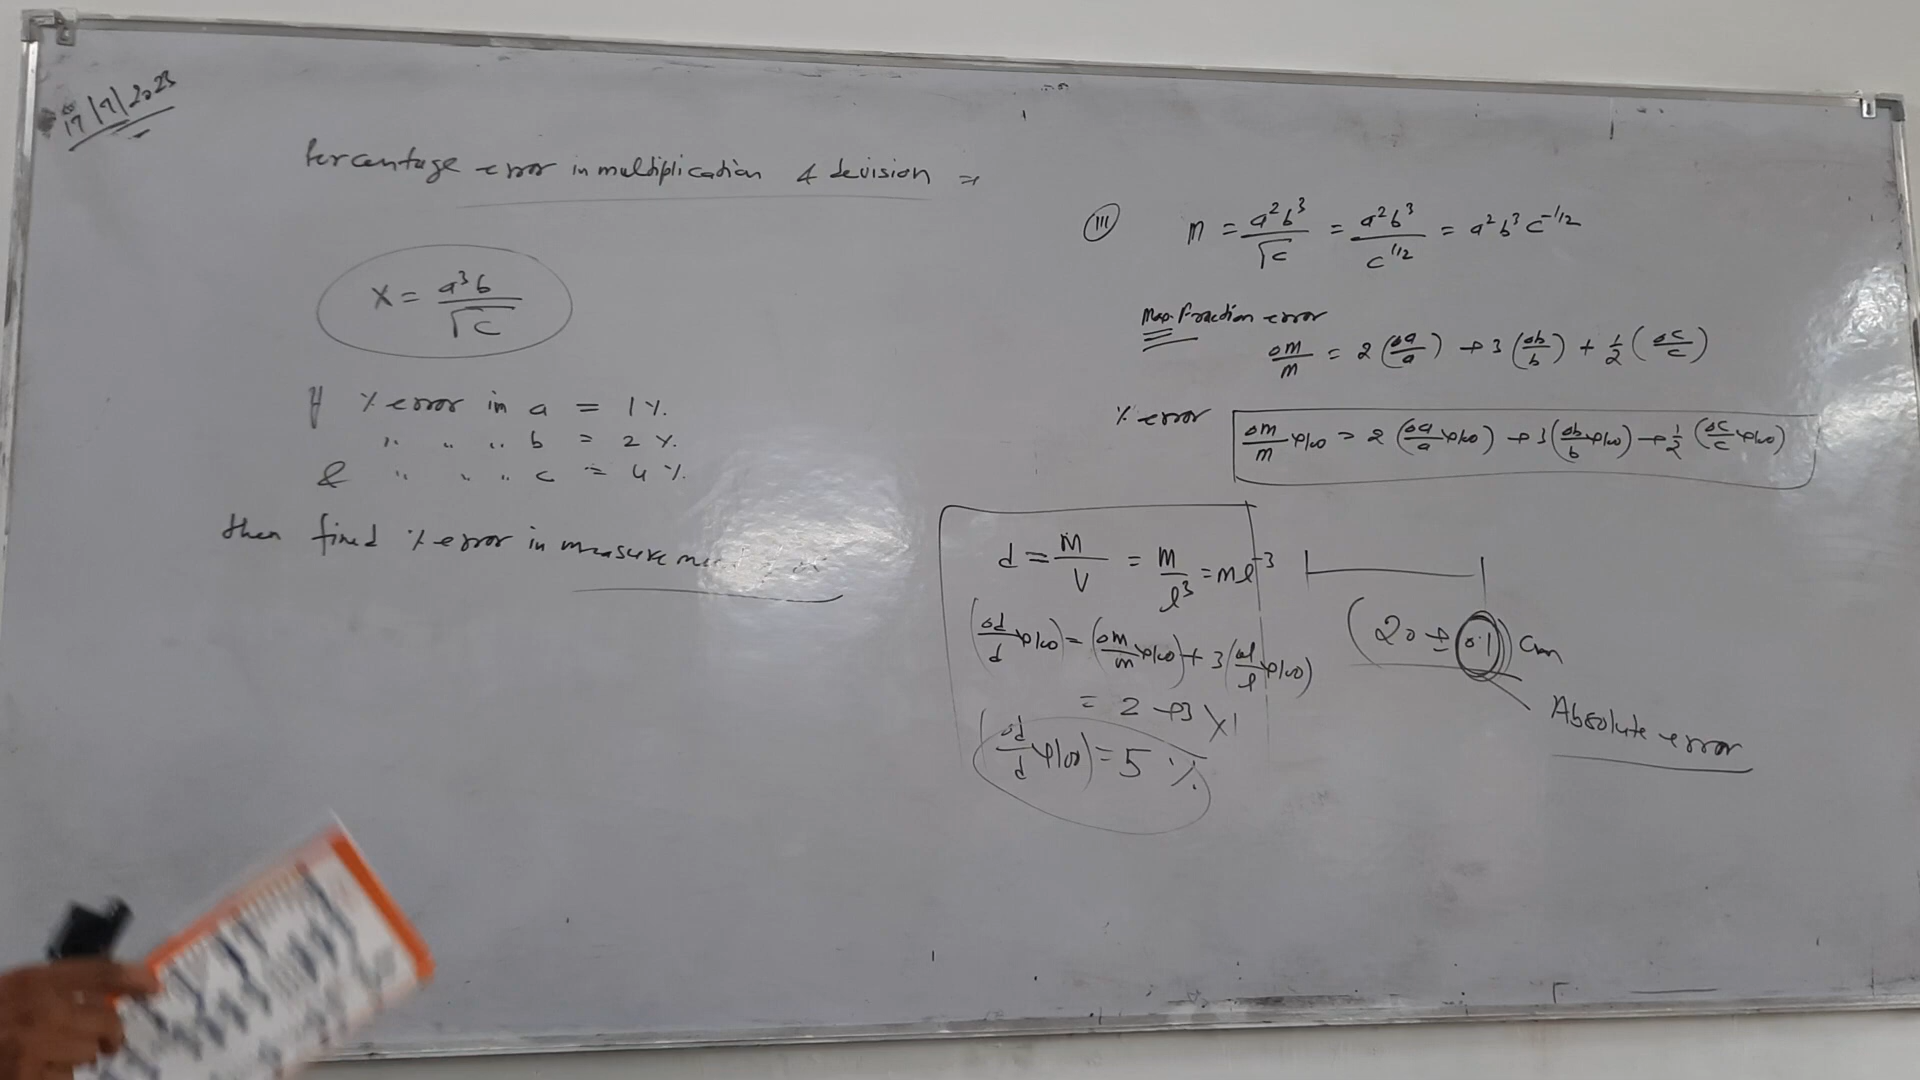 17/7/2023
Percentage error in multiplication & devision ⇒
X = a³b / √c
If % error in a = 1 %.
" " " b = 2 %.
& " " " c = 4 %.
then find % error in measurement
(III) m = a²b³ / √c = a²b³ / c^1/2 = a²b³c^-1/2
Max. fraction error
Δm/m = 2 (Δa/a) + 3 (Δb/b) + 1/2 (Δc/c)
% error Δm/m × 100 = 2 (Δa/a × 100) + 3 (Δb/b × 100) + 1/2 (Δc/c × 100)
d = M/V = m/l³ = ml^-3
(Δd/d × 100) = (Δm/m × 100) + 3 (Δl/l × 100)
= 2 + 3 × 1
(Δd/d × 100) = 5 %
(20 ± 0.1) cm
Absolute error